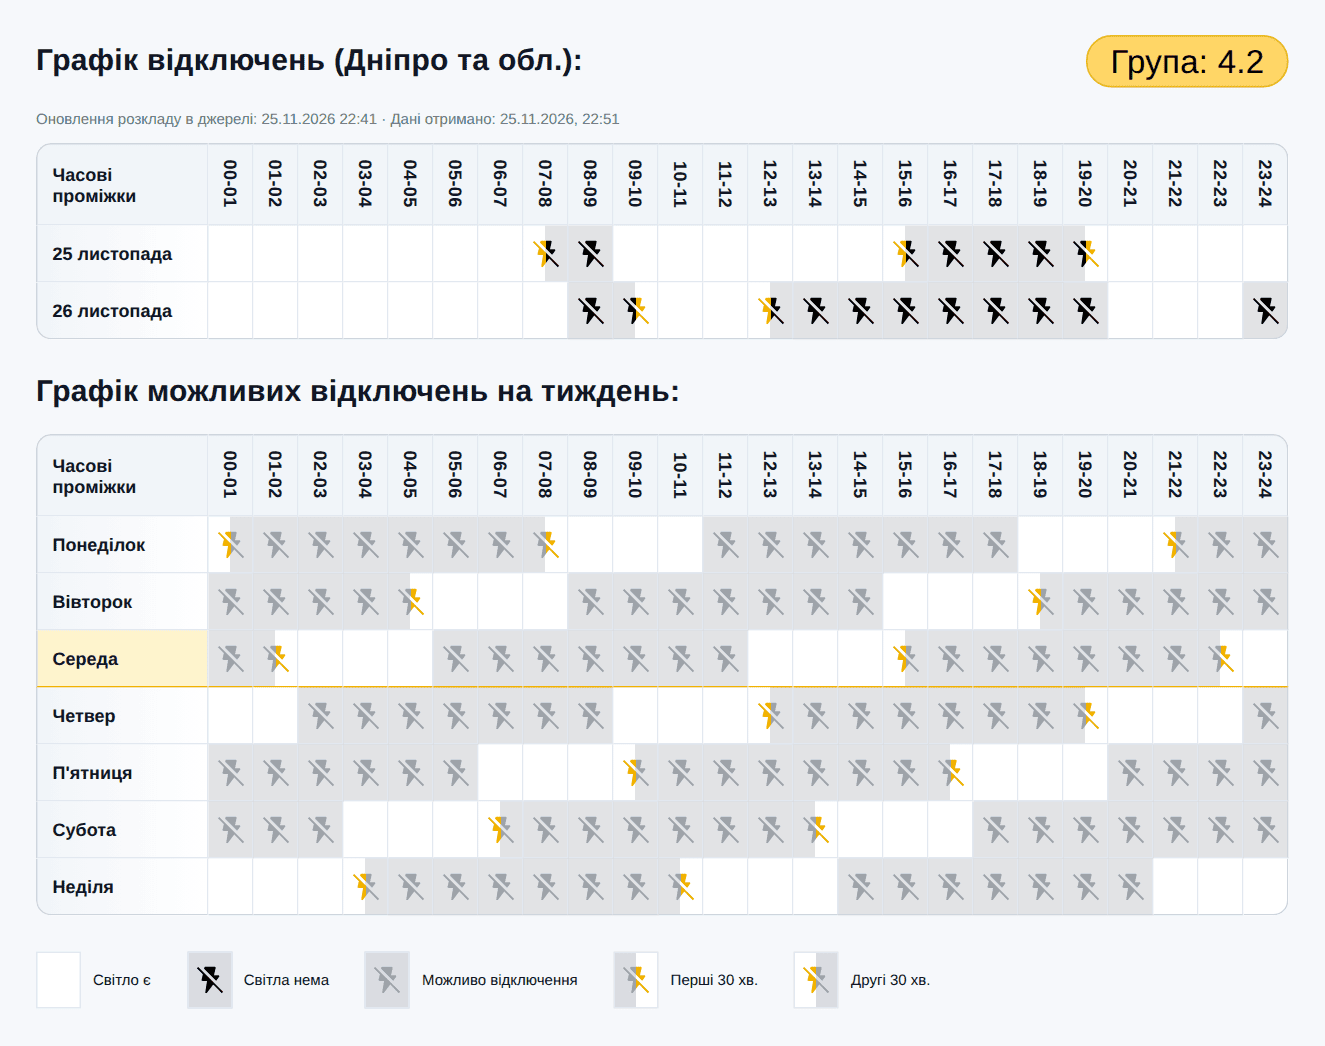 Графік відключень (Дніпро та обл.):
Група: 4.2
Оновлення розкладу в джерелі: 25.11.2026 22:41 · Дані отримано: 25.11.2026, 22:51
Часові
проміжки
00-01 01-02 02-03 03-04 04-05 05-06 06-07 07-08 08-09 09-10 10-11 11-12 12-13 13-14 14-15 15-16 16-17 17-18 18-19 19-20 20-21 21-22 22-23 23-24
25 листопада
26 листопада
Графік можливих відключень на тиждень:
Часові
проміжки
00-01 01-02 02-03 03-04 04-05 05-06 06-07 07-08 08-09 09-10 10-11 11-12 12-13 13-14 14-15 15-16 16-17 17-18 18-19 19-20 20-21 21-22 22-23 23-24
Понеділок
Вівторок
Середа
Четвер
П'ятниця
Субота
Неділя
Світло є Світла нема Можливо відключення Перші 30 хв. Другі 30 хв.